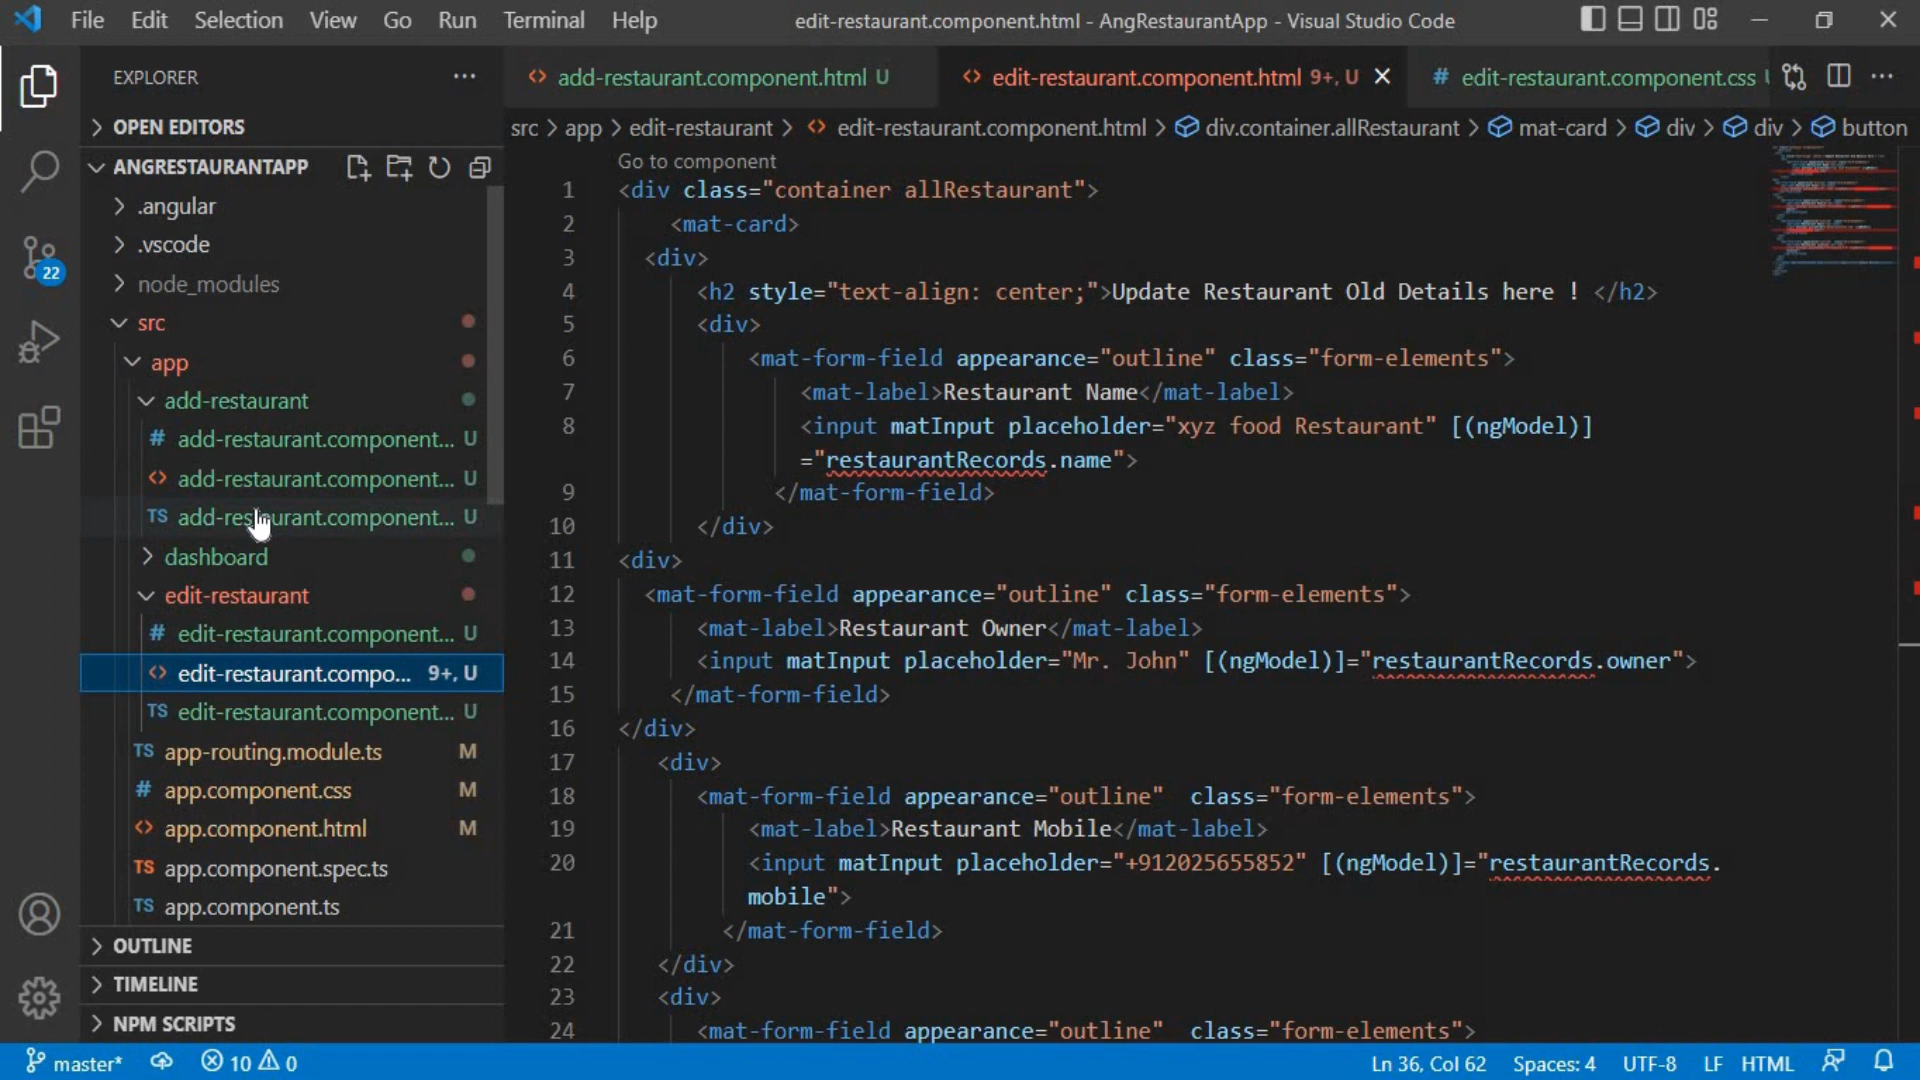 File Edit Selection View Go Run Terminal Help
edit-restaurant.component.html - AngRestaurantApp - Visual Studio Code
EXPLORER
OPEN EDITORS
ANGRESTAURANTAPP
.angular
.vscode
node_modules
src
app
add-restaurant
# add-restaurant.component... U
<> add-restaurant.component... U
TS add-restaurant.component... U
dashboard
edit-restaurant
# edit-restaurant.component... U
<> edit-restaurant.compo... 9+, U
TS edit-restaurant.component... U
TS app-routing.module.ts M
# app.component.css M
<> app.component.html M
TS app.component.spec.ts
TS app.component.ts
OUTLINE
TIMELINE
NPM SCRIPTS
22
<> add-restaurant.component.html U
<> edit-restaurant.component.html 9+, U
# edit-restaurant.component.css
src > app > edit-restaurant > <> edit-restaurant.component.html > div.container.allRestaurant > mat-card > div > div > button
Go to component
1 <div class="container allRestaurant">
2 <mat-card>
3 <div>
4 <h2 style="text-align: center;">Update Restaurant Old Details here ! </h2>
5 <div>
6 <mat-form-field appearance="outline" class="form-elements">
7 <mat-label>Restaurant Name</mat-label>
8 <input matInput placeholder="xyz food Restaurant" [(ngModel)]
="restaurantRecords.name">
9 </mat-form-field>
10 </div>
11 <div>
12 <mat-form-field appearance="outline" class="form-elements">
13 <mat-label>Restaurant Owner</mat-label>
14 <input matInput placeholder="Mr. John" [(ngModel)]="restaurantRecords.owner">
15 </mat-form-field>
16 </div>
17 <div>
18 <mat-form-field appearance="outline"  class="form-elements">
19 <mat-label>Restaurant Mobile</mat-label>
20 <input matInput placeholder="+912025655852" [(ngModel)]="restaurantRecords.
mobile">
21 </mat-form-field>
22 </div>
23 <div>
24 <mat-form-field appearance="outline"  class="form-elements">
master* 10 0
Ln 36, Col 62 Spaces: 4 UTF-8 LF HTML